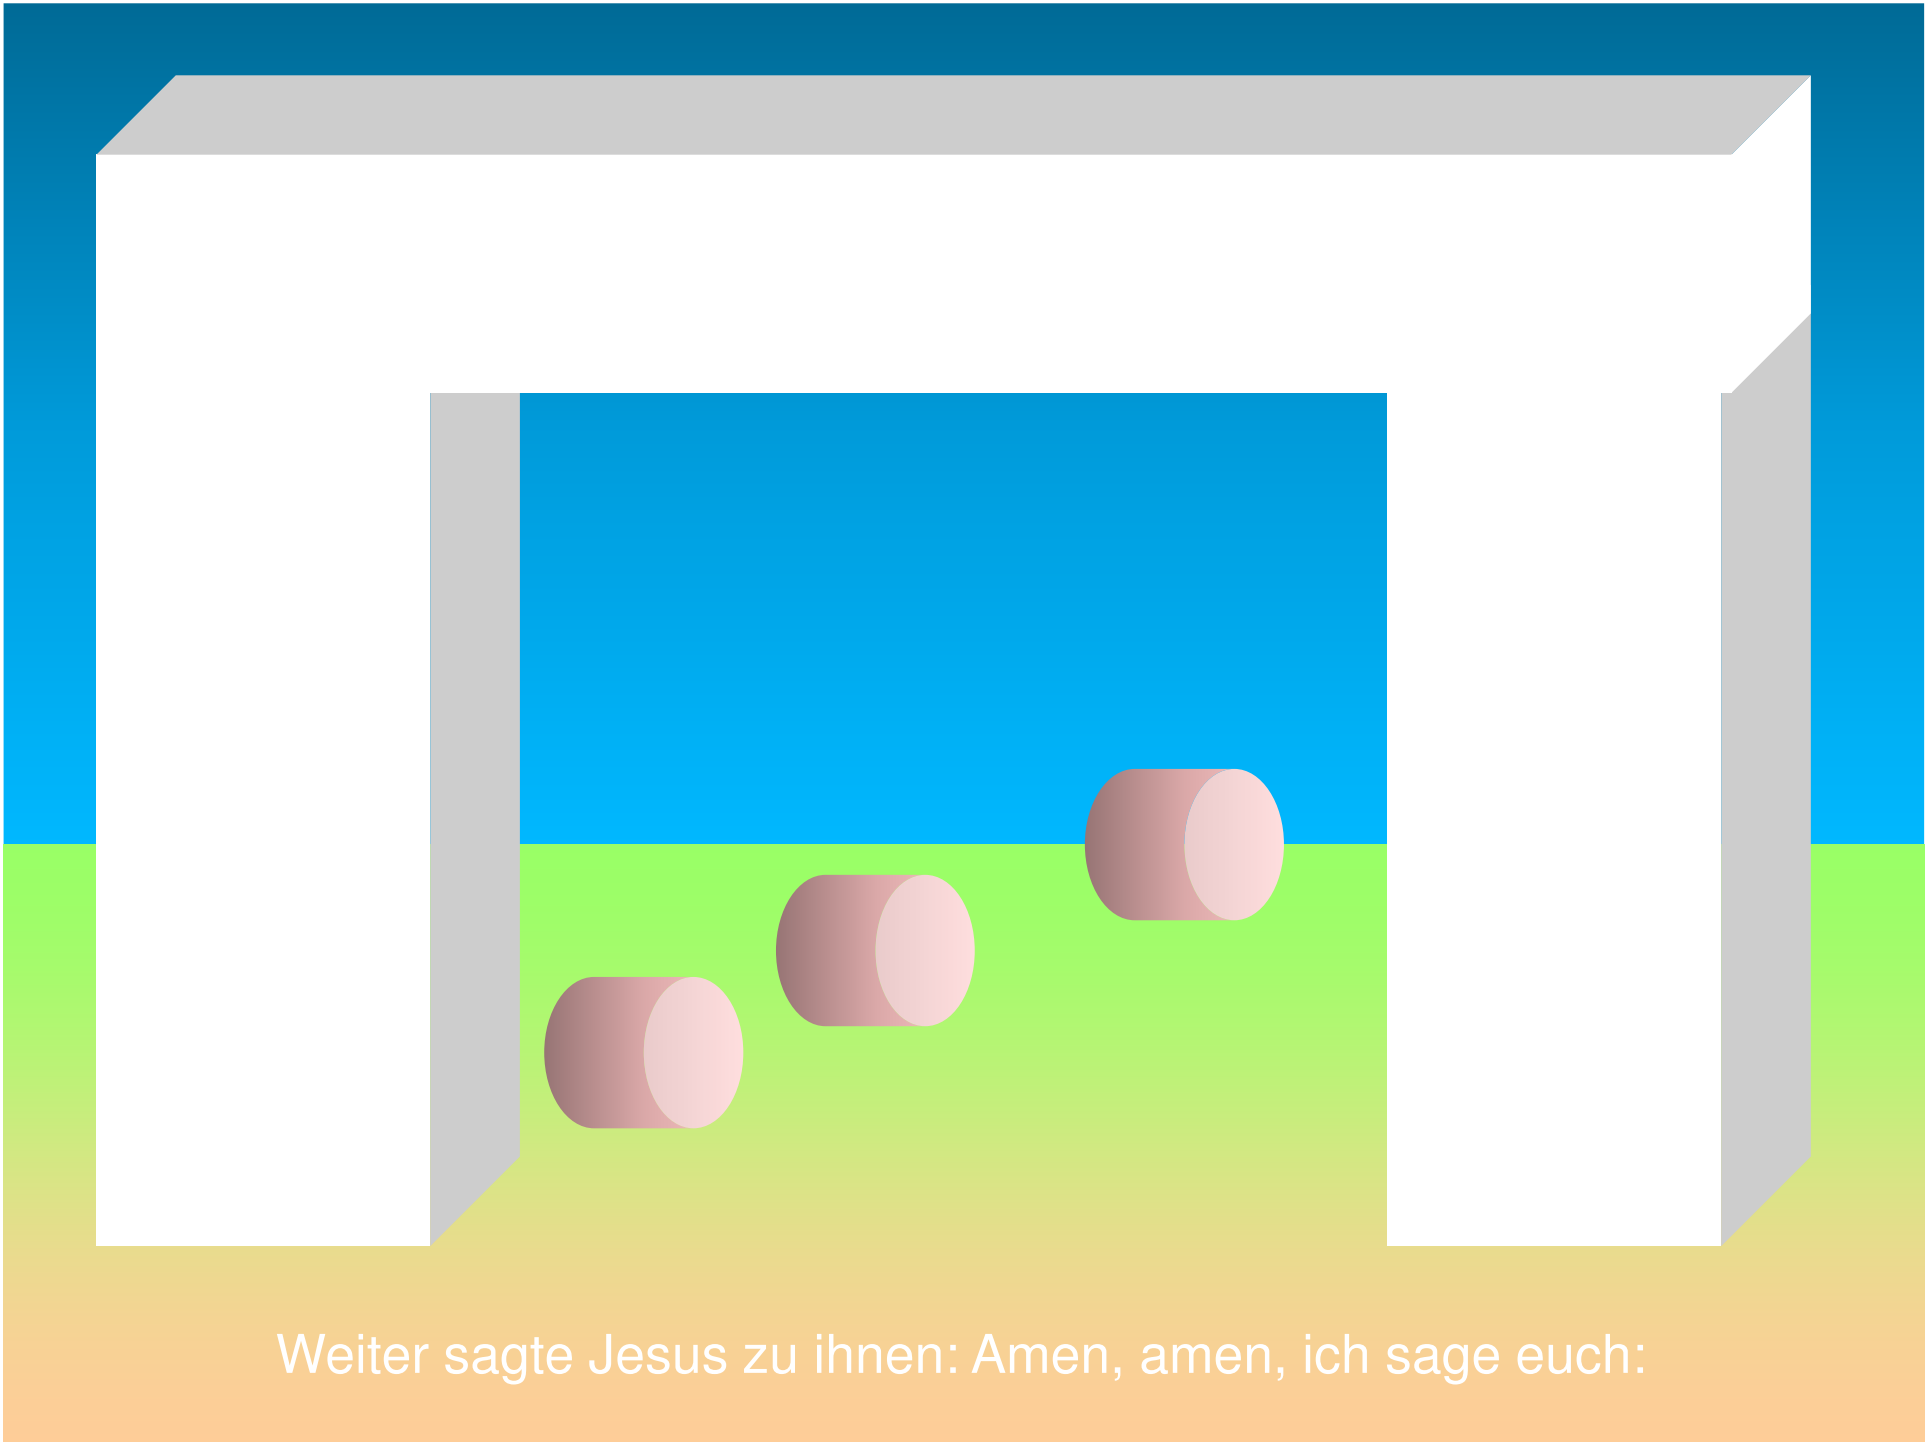 Weiter sagte Jesus zu ihnen: Amen, amen, ich sage euch: